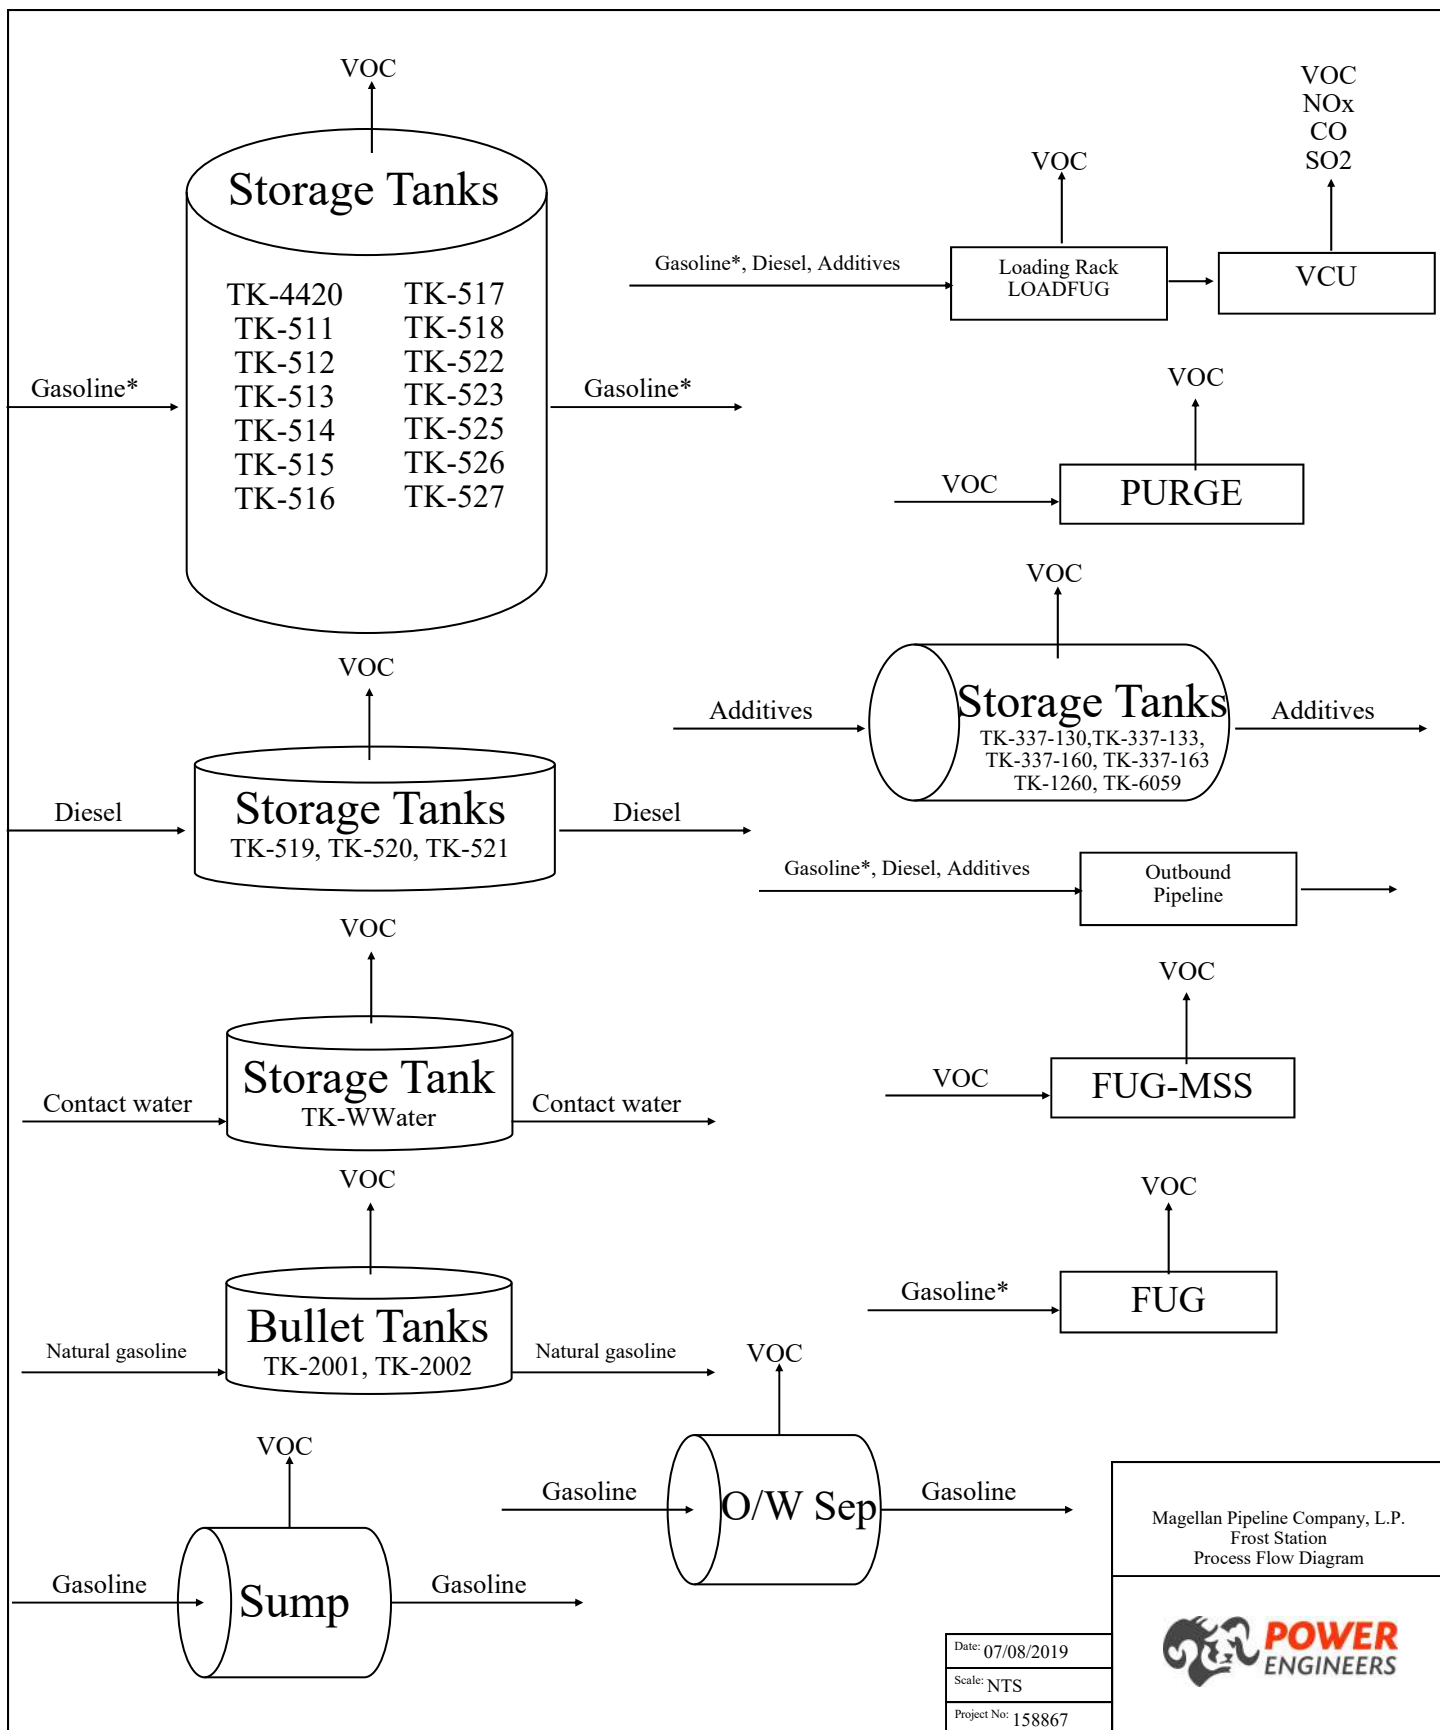 VOC
Storage Tanks
TK-4420
TK-511
TK-512
TK-513
TK-514
TK-515
TK-516
TK-517
TK-518
TK-522
TK-523
TK-525
TK-526
TK-527
Gasoline*
Gasoline*
VOC
Storage Tanks
TK-519, TK-520, TK-521
Diesel
Diesel
VOC
Storage Tank
TK-WWater
Contact water
Contact water
VOC
Bullet Tanks
TK-2001, TK-2002
Natural gasoline
Natural gasoline
VOC
Sump
Gasoline
Gasoline
VOC
O/W Sep
Gasoline
Gasoline
VOC
NOx
CO
SO2
VOC
Gasoline*, Diesel, Additives
Loading Rack
LOADFUG
VCU
VOC
VOC
PURGE
VOC
Additives
Storage Tanks
TK-337-130,TK-337-133,
TK-337-160, TK-337-163
TK-1260, TK-6059
Additives
Gasoline*, Diesel, Additives
Outbound
Pipeline
VOC
VOC
FUG-MSS
VOC
Gasoline*
FUG
Magellan Pipeline Company, L.P.
Frost Station
Process Flow Diagram
POWER
ENGINEERS
Date: 07/08/2019
Scale: NTS
Project No: 158867